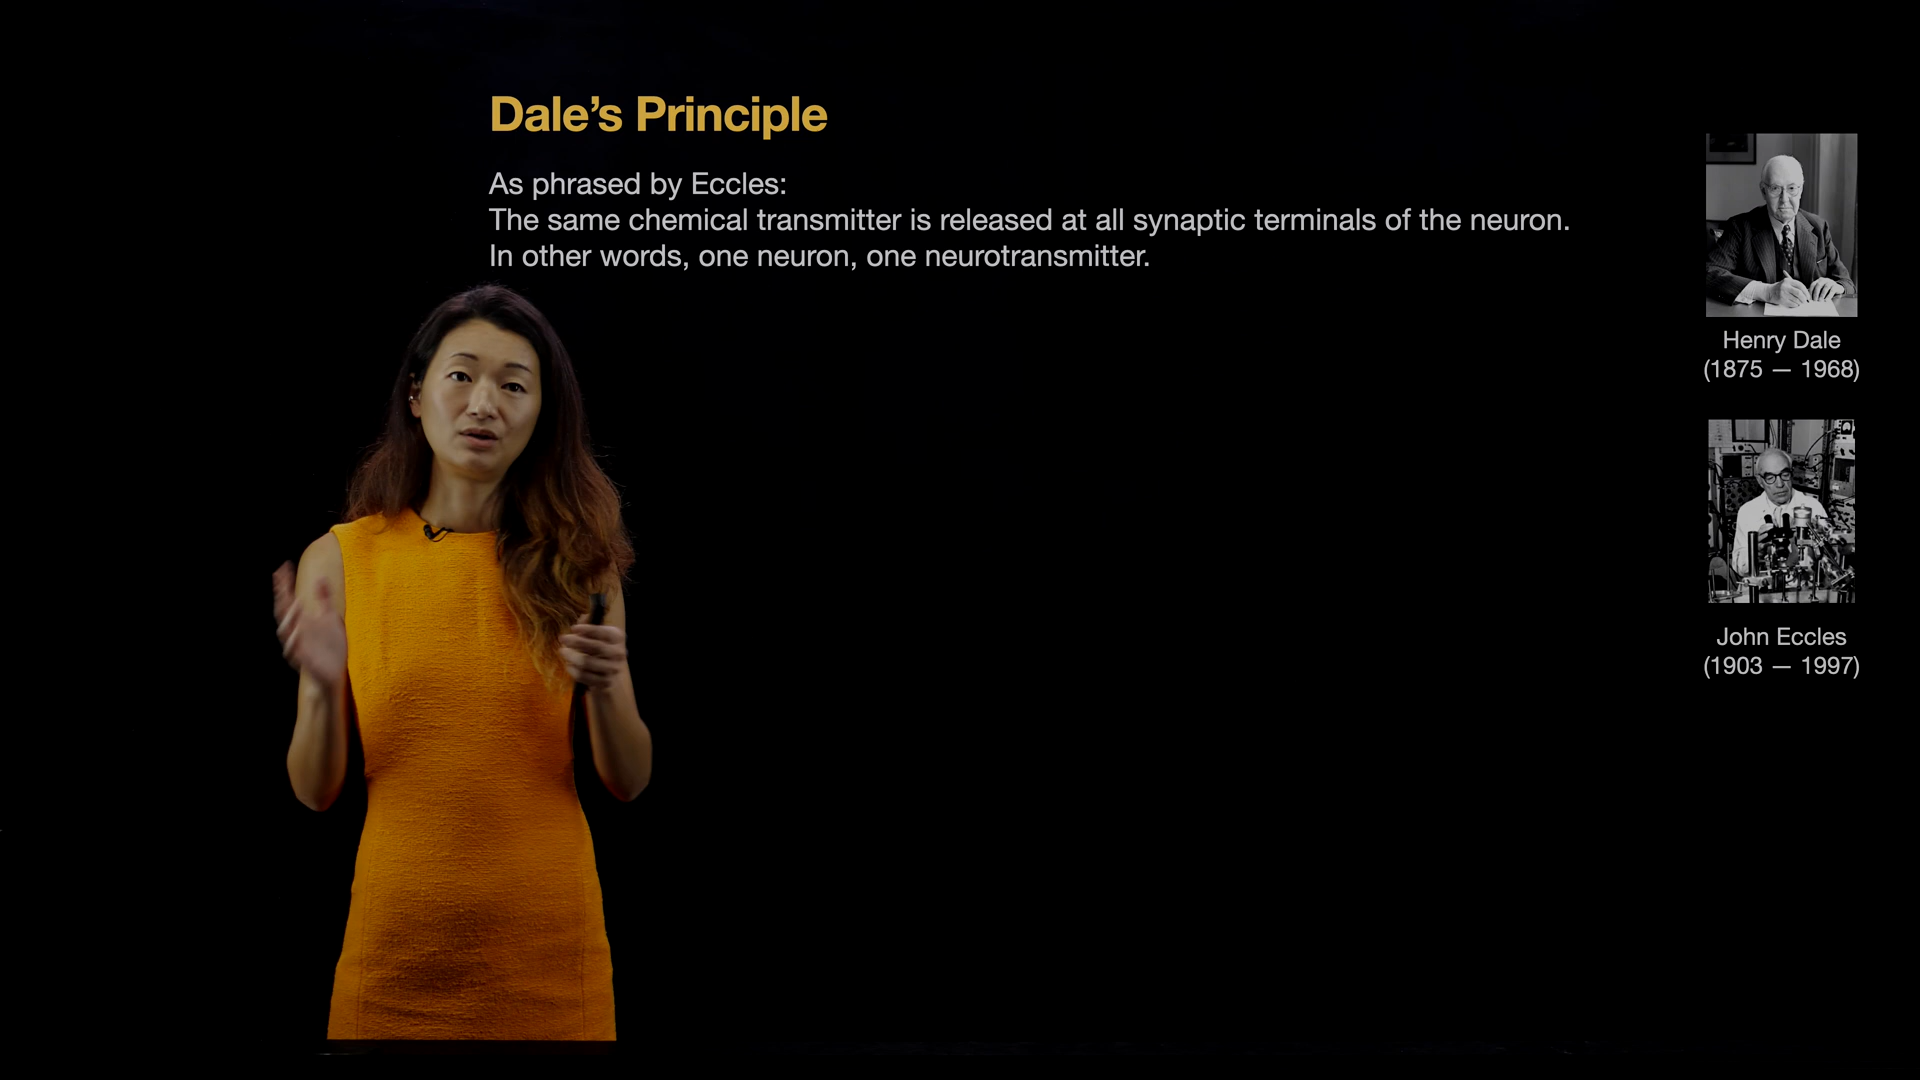 Dale’s Principle
As phrased by Eccles:
The same chemical transmitter is released at all synaptic terminals of the neuron.
In other words, one neuron, one neurotransmitter.
Henry Dale
(1875 — 1968)
John Eccles
(1903 — 1997)